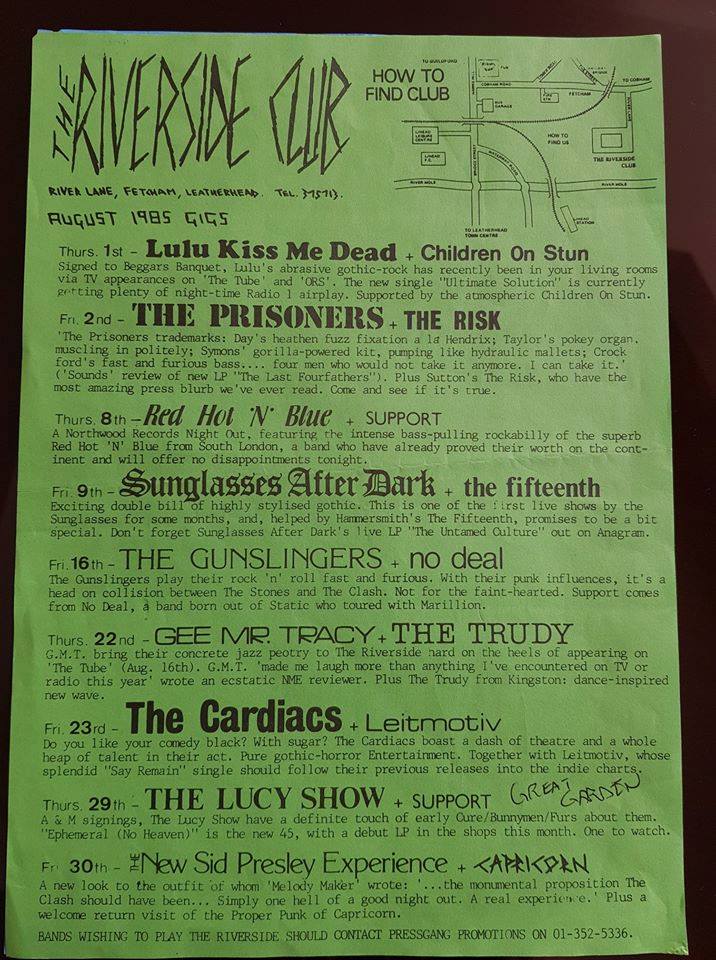 THE RIVERSIDE CLUB
RIVER LANE, FETCHAM, LEATHERHEAD. TEL. 375713.
AUGUST 1985 GIGS
HOW TO
FIND CLUB
TO GUILDFORD
PUB
COBHAM ROAD
TO COBHAM
BUS
GARAGE
FIRE
STN
FETCHAM
RIVER LANE
LHEAD
LEISURE
CENTRE
LHEAD
F.C.
HOW TO
FIND US
THE RIVERSIDE
CLUB
BRIDGE STREET
WATERWAY ROAD
RIVER MOLE
RIVER MOLE
LHEAD
STATION
TO LEATHERHEAD
TOWN CENTRE
Thurs. 1st - Lulu Kiss Me Dead + Children On Stun
Signed to Beggars Banquet, Lulu's abrasive gothic-rock has recently been in your living rooms
via TV appearances on 'The Tube' and 'ORS'. The new single "Ultimate Solution" is currently
getting plenty of night-time Radio 1 airplay. Supported by the atmospheric Children On Stun.
Fri. 2nd - THE PRISONERS + THE RISK
'The Prisoners trademarks: Day's heathen fuzz fixation a la Hendrix; Taylor's pokey organ,
muscling in politely; Symons' gorilla-powered kit, pumping like hydraulic mallets; Crock
ford's fast and furious bass.... four men who would not take it anymore. I can take it.'
('Sounds' review of new LP "The Last Fourfathers"). Plus Sutton's The Risk, who have the
most amazing press blurb we've ever read. Come and see if it's true.
Thurs. 8th - Red Hot 'N' Blue + SUPPORT
A Northwood Records Night Out, featuring the intense bass-pulling rockabilly of the superb
Red Hot 'N' Blue from South London, a band who have already proved their worth on the cont-
inent and will offer no disappointments tonight.
Fri. 9th - Sunglasses After Dark + the fifteenth
Exciting double bill of highly stylised gothic. This is one of the first live shows by the
Sunglasses for some months, and, helped by Hammersmith's The Fifteenth, promises to be a bit
special. Don't forget Sunglasses After Dark's live LP "The Untamed Culture" out on Anagram.
Fri. 16th - THE GUNSLINGERS + no deal
The Gunslingers play their rock 'n' roll fast and furious. With their punk influences, it's a
head on collision between The Stones and The Clash. Not for the faint-hearted. Support comes
from No Deal, a band born out of Static who toured with Marillion.
Thurs. 22nd - GEE MR. TRACY + THE TRUDY
G.M.T. bring their concrete jazz peotry to The Riverside hard on the heels of appearing on
'The Tube' (Aug. 16th). G.M.T. 'made me laugh more than anything I've encountered on TV or
radio this year' wrote an ecstatic NME reviewer. Plus The Trudy from Kingston: dance-inspired
new wave.
Fri. 23rd - The Cardiacs + Leitmotiv
Do you like your comedy black? With sugar? The Cardiacs boast a dash of theatre and a whole
heap of talent in their act. Pure gothic-horror Entertainment. Together with Leitmotiv, whose
splendid "Say Remain" single should follow their previous releases into the indie charts.
Thurs. 29th - THE LUCY SHOW + SUPPORT GREAT GARDEN
A & M signings, The Lucy Show have a definite touch of early Cure/Bunnymen/Furs about them.
"Ephemeral (No Heaven)" is the new 45, with a debut LP in the shops this month. One to watch.
Fri 30th - THE New Sid Presley Experience + CAPRICORN
A new look to the outfit of whom 'Melody Maker' wrote: '...the monumental proposition The
Clash should have been... Simply one hell of a good night out. A real experience.' Plus a
welcome return visit of the Proper Punk of Capricorn.
BANDS WISHING TO PLAY THE RIVERSIDE SHOULD CONTACT PRESSGANG PROMOTIONS ON 01-352-5336.